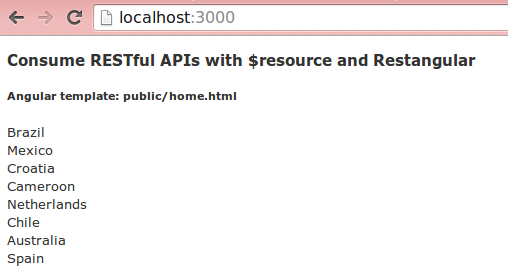 localhost:3000
Consume RESTful APIs with $resource and Restangular
Angular template: public/home.html
Brazil
Mexico
Croatia
Cameroon
Netherlands
Chile
Australia
Spain